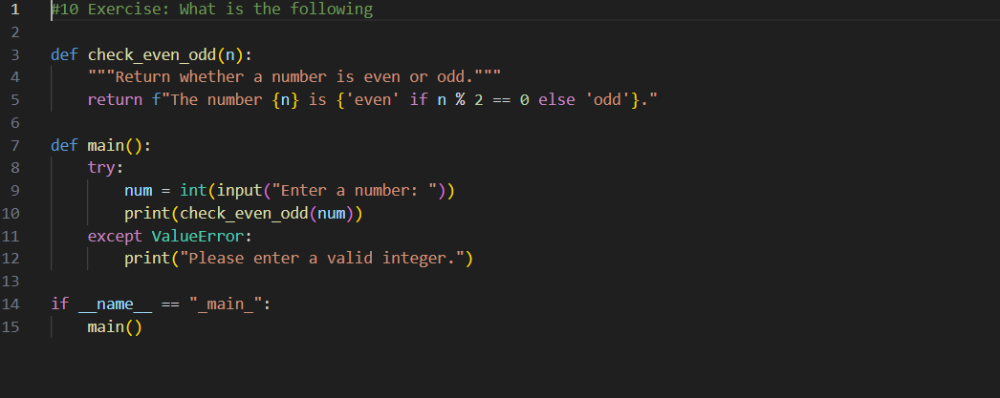 1 #10 Exercise: What is the following
2
3 def check_even_odd(n):
4     """Return whether a number is even or odd."""
5     return f"The number {n} is {'even' if n % 2 == 0 else 'odd'}."
6
7 def main():
8     try:
9         num = int(input("Enter a number: "))
10         print(check_even_odd(num))
11     except ValueError:
12         print("Please enter a valid integer.")
13
14 if __name__ == "_main_":
15     main()